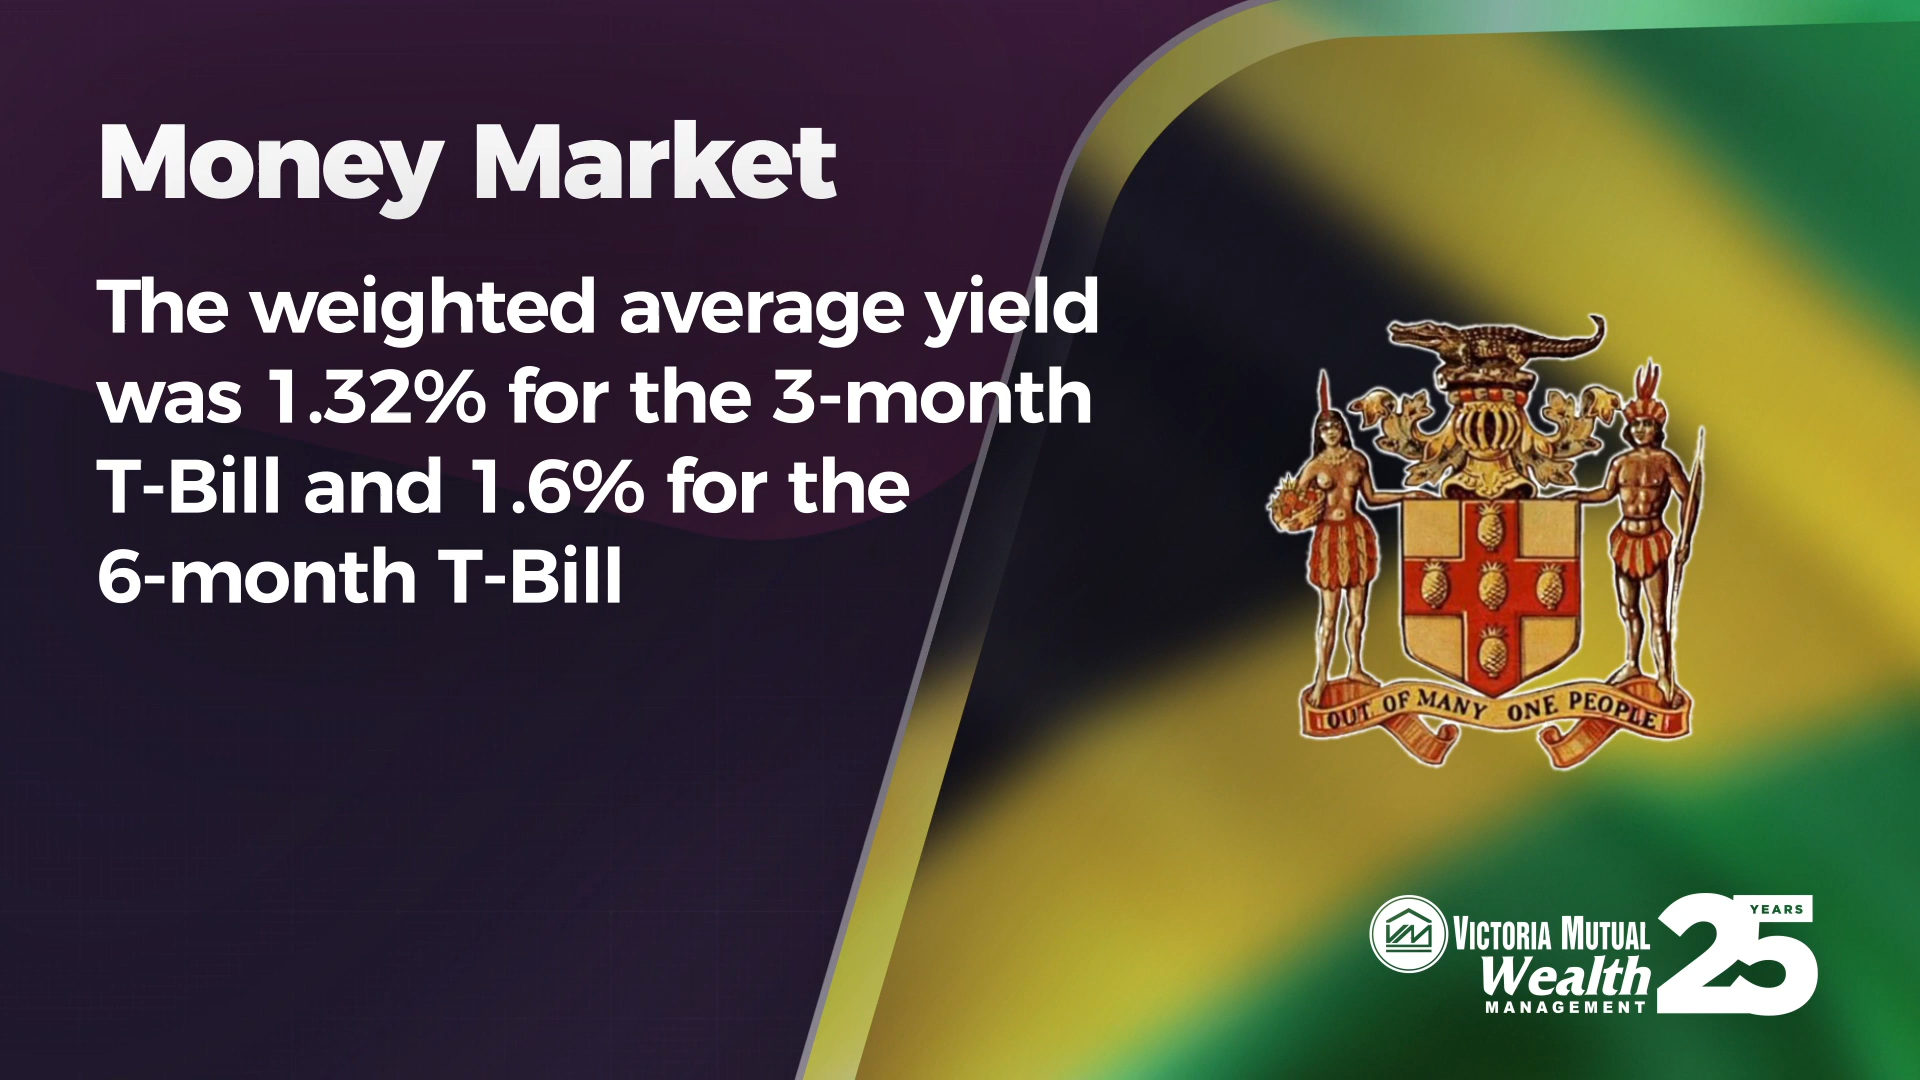 Money Market
The weighted average yield
was 1.32% for the 3-month
T-Bill and 1.6% for the
6-month T-Bill
OUT OF MANY ONE PEOPLE
VM
VICTORIA MUTUAL
Wealth
MANAGEMENT
25
YEARS